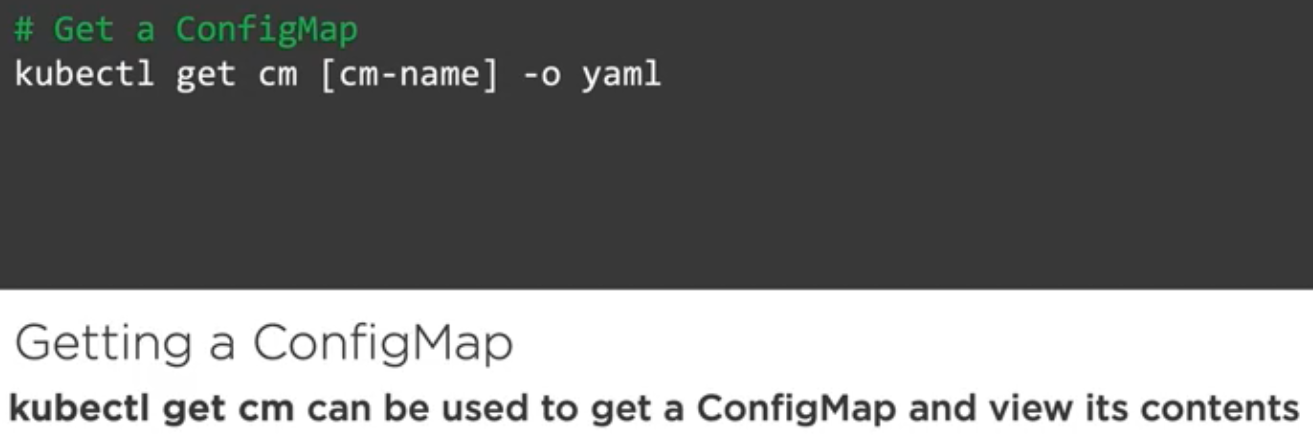 # Get a ConfigMap
kubectl get cm [cm-name] -o yaml
Getting a ConfigMap
kubectl get cm can be used to get a ConfigMap and view its contents